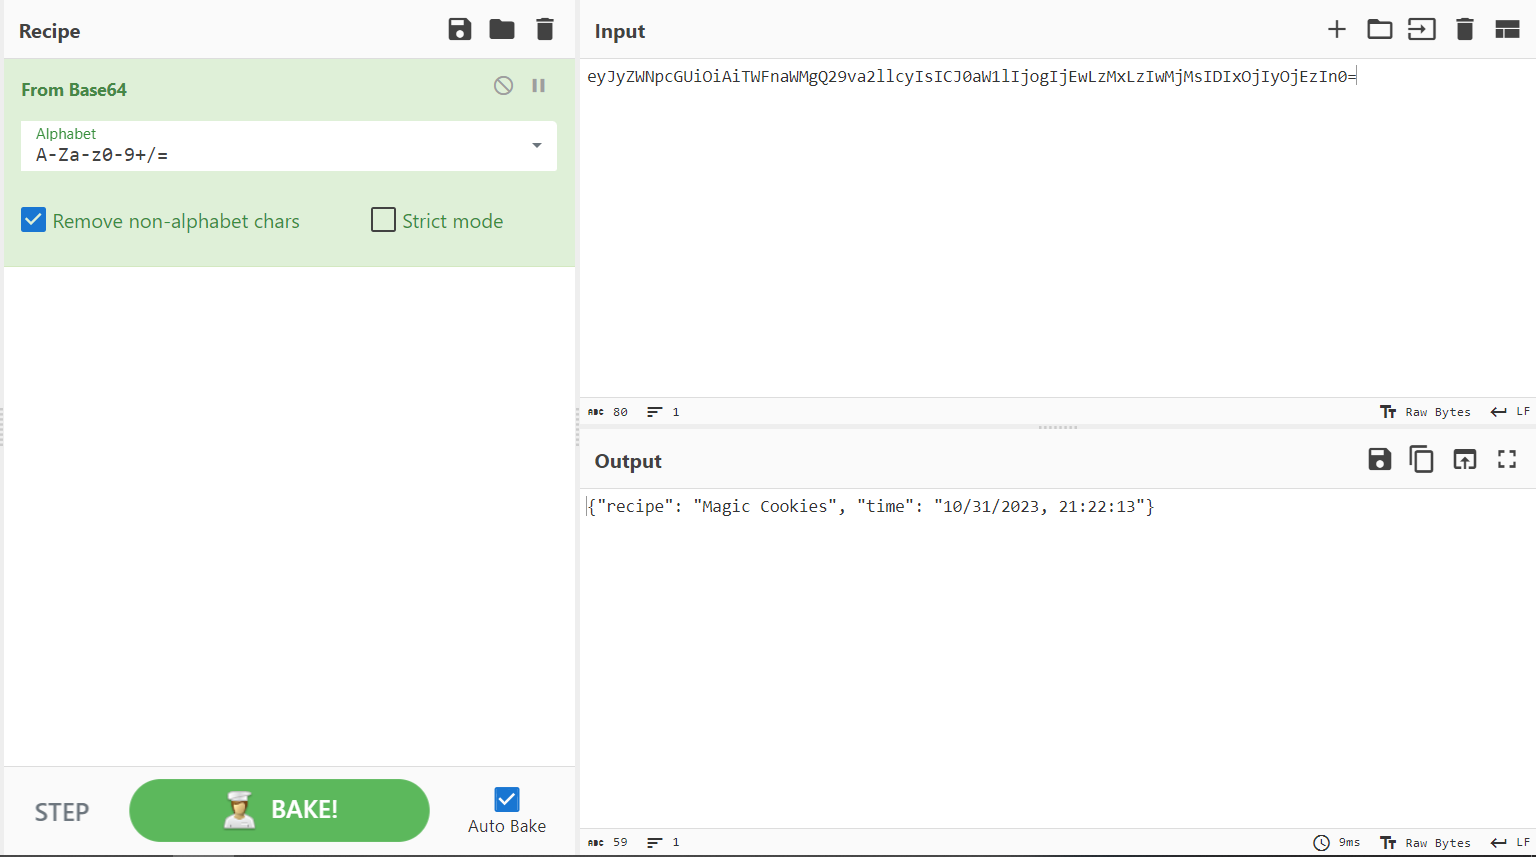 Recipe
From Base64
Alphabet
A-Za-z0-9+/=
Remove non-alphabet chars
Strict mode
STEP
BAKE!
Auto Bake
Input
eyJyZWNpcGUiOiAiTWFnaWMgQ29va2llcyIsICJ0aW1lIjogIjEwLzMxLzIwMjMsIDIxOjIyOjEzIn0=
ABC 80 1
Raw Bytes LF
Output
{"recipe": "Magic Cookies", "time": "10/31/2023, 21:22:13"}
ABC 59 1
9ms Raw Bytes LF